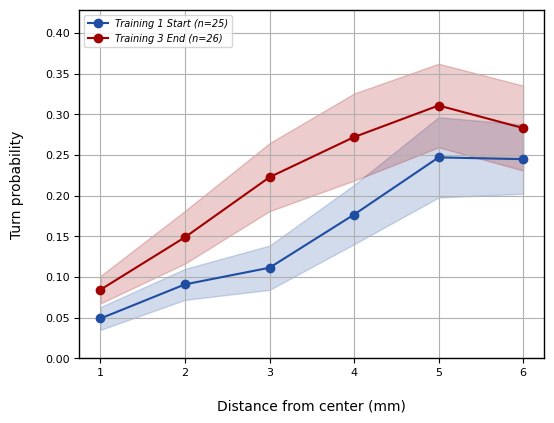 Training 1 Start (n=25)
Training 3 End (n=26)
Turn probability
0.40
0.35
0.30
0.25
0.20
0.15
0.10
0.05
0.00
1 2 3 4 5 6
Distance from center (mm)